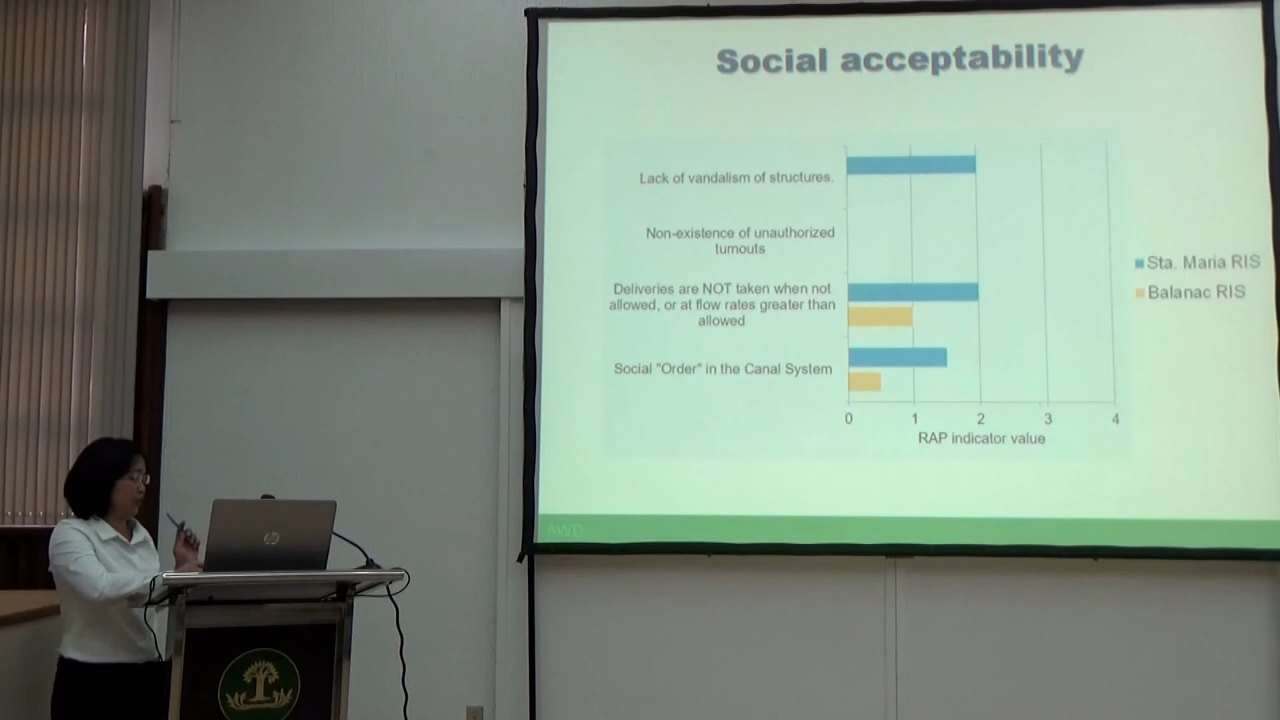 Social acceptability
Lack of vandalism of structures.
Non-existence of unauthorized
turnouts
Deliveries are NOT taken when not
allowed, or at flow rates greater than
allowed
Social "Order" in the Canal System
0 1 2 3 4
RAP indicator value
Sta. Maria RIS
Balanac RIS
AWD
hp